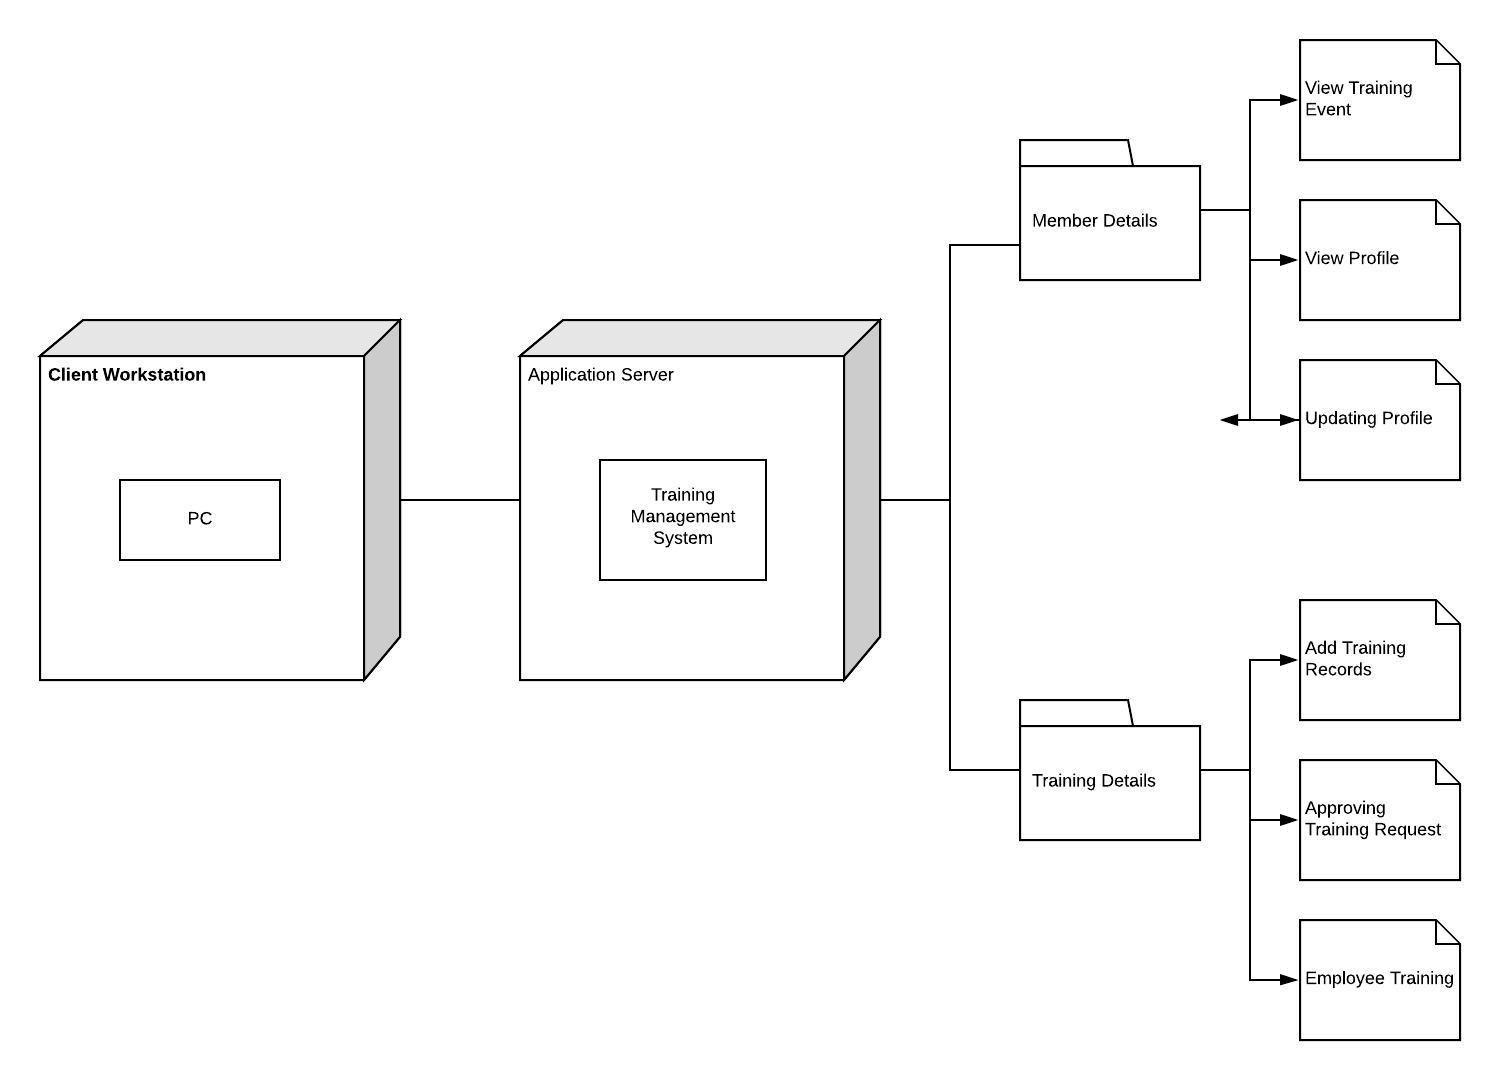 Client Workstation
PC
Application Server
Training
Management
System
Member Details
View Training
Event
View Profile
Updating Profile
Training Details
Add Training
Records
Approving
Training Request
Employee Training